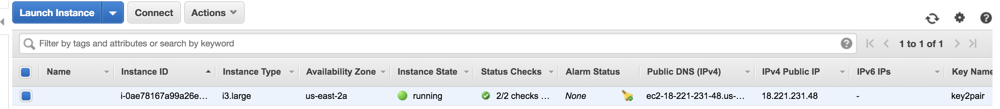 Launch Instance Connect Actions
Filter by tags and attributes or search by keyword 1 to 1 of 1
Name Instance ID Instance Type Availability Zone Instance State Status Checks Alarm Status Public DNS (IPv4) IPv4 Public IP IPv6 IPs Key Name
i-0ae78167a99a26e... i3.large us-east-2a running 2/2 checks ... None ec2-18-221-231-48.us-... 18.221.231.48 - key2pair